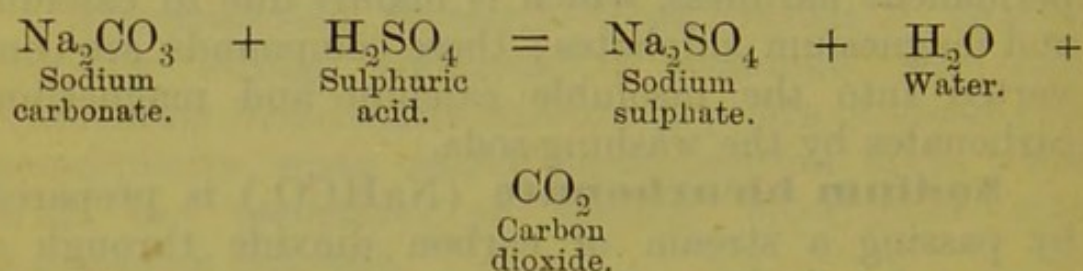 Na₂CO₃ + H₂SO₄ = Na₂SO₄ + H₂O +
Sodium Sulphuric Sodium Water.
carbonate. acid. sulphate.
CO₂
Carbon
dioxide.